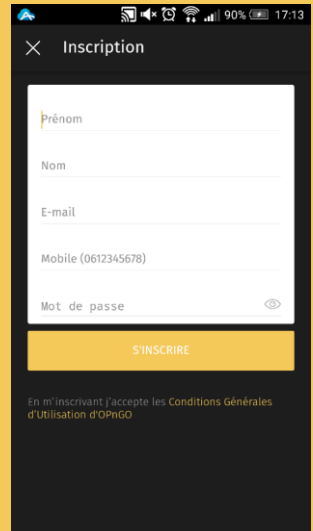 90% 17:13
Inscription
Prénom
Nom
E-mail
Mobile (0612345678)
Mot de passe
S'INSCRIRE
En m'inscrivant j'accepte les Conditions Générales
d'Utilisation d'OPnGO